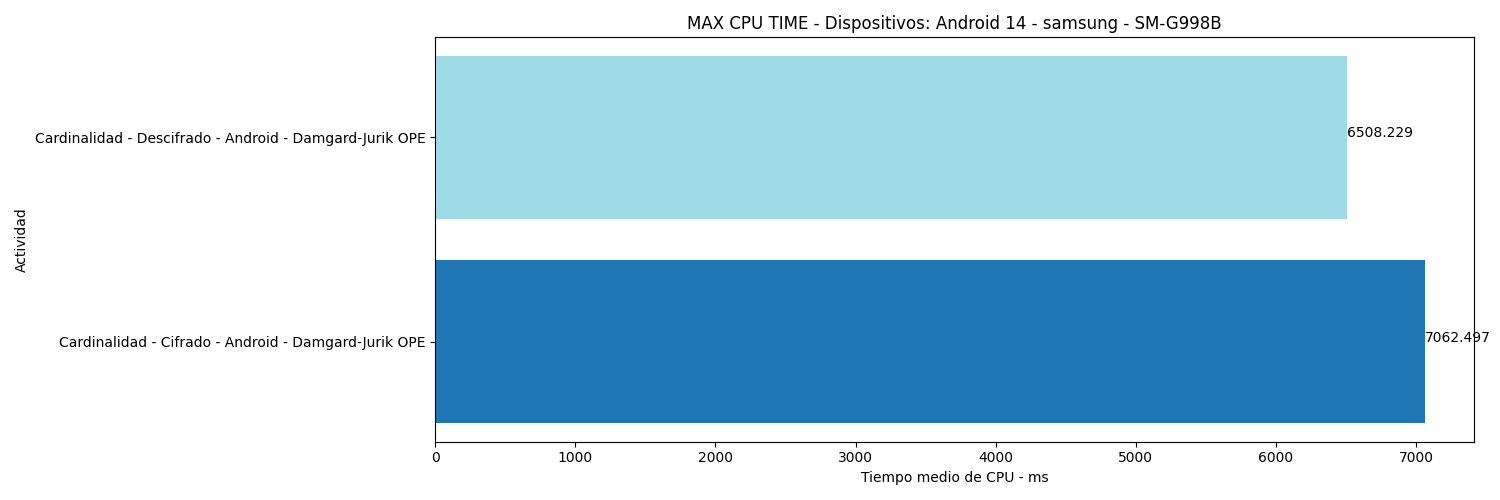 MAX CPU TIME - Dispositivos: Android 14 - samsung - SM-G998B
Actividad
Cardinalidad - Descifrado - Android - Damgard-Jurik OPE
6508.229
Cardinalidad - Cifrado - Android - Damgard-Jurik OPE
7062.497
0 1000 2000 3000 4000 5000 6000 7000
Tiempo medio de CPU - ms